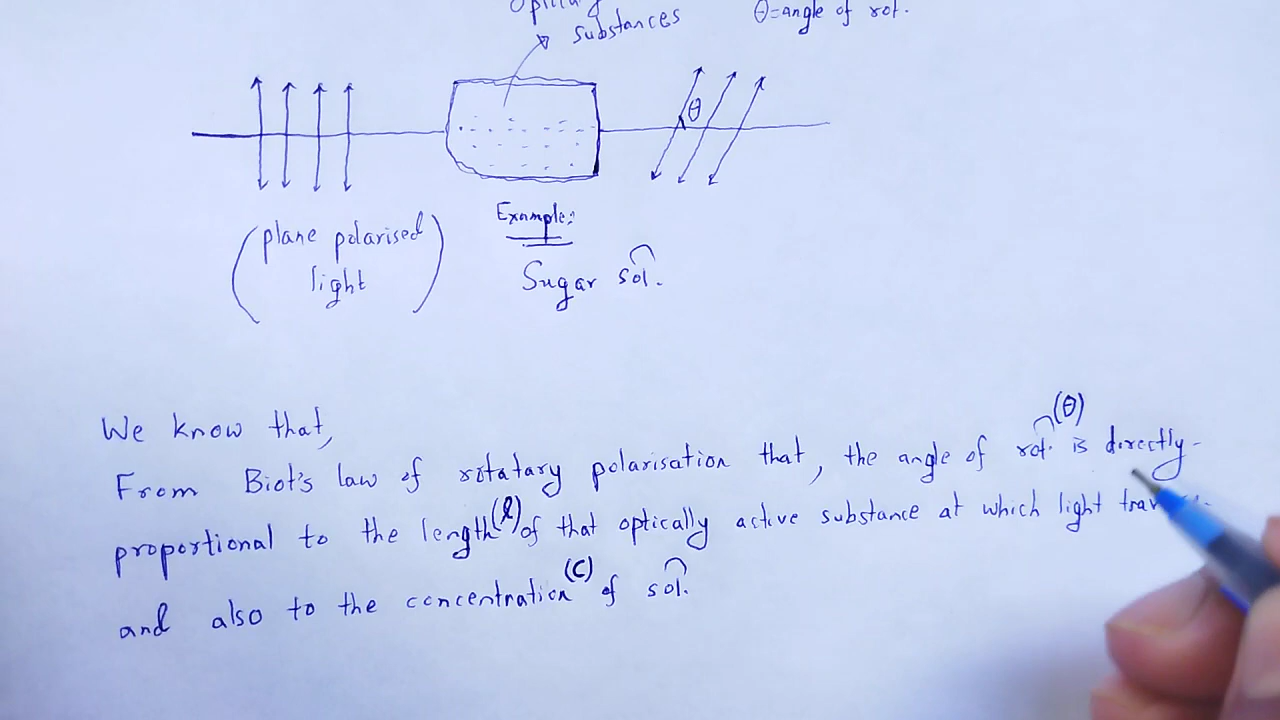 θ=angle of rot.
substances
θ
(plane polarised light)
Example:
Sugar sol.
We know that,
(θ)
From Biot's law of rotatary polarisation that, the angle of rot. is directly-
proportional to the length (l) of that optically active substance at which light
and also to the concentration (C) of sol.